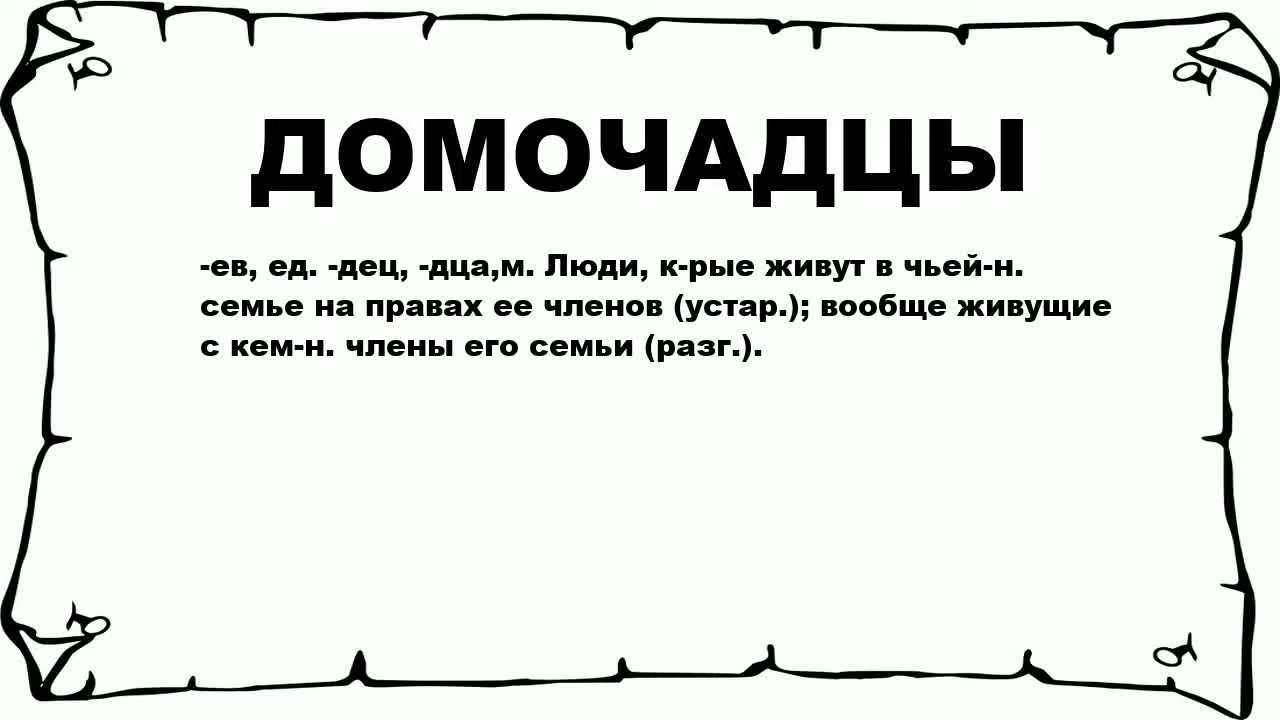 ДОМОЧАДЦЫ
-ев, ед. -дец, -дца,м. Люди, к-рые живут в чьей-н.
семье на правах ее членов (устар.); вообще живущие
с кем-н. члены его семьи (разг.).